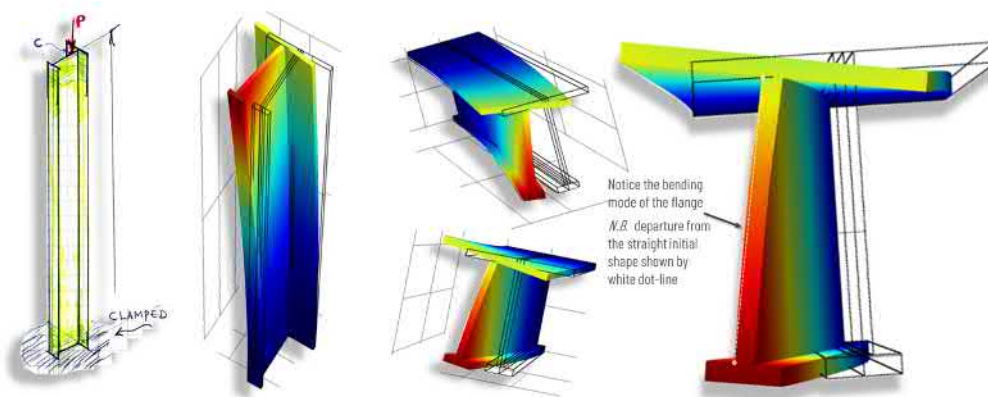 P
C
CLAMPED
Notice the bending
mode of the flange
N.B. departure from
the straight initial
shape shown by
white dot-line